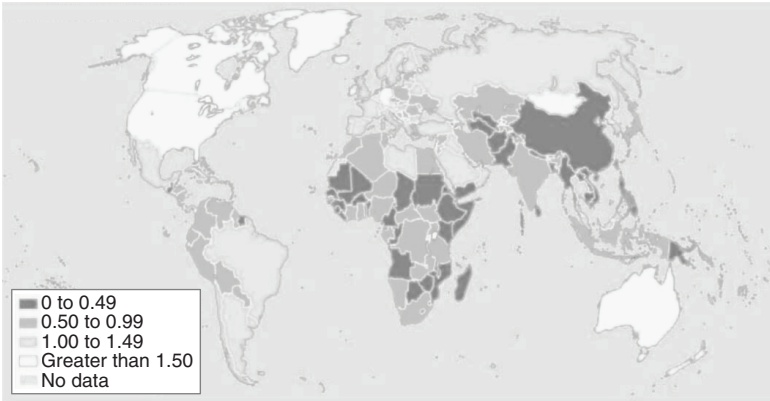 0 to 0.49
0.50 to 0.99
1.00 to 1.49
Greater than 1.50
No data